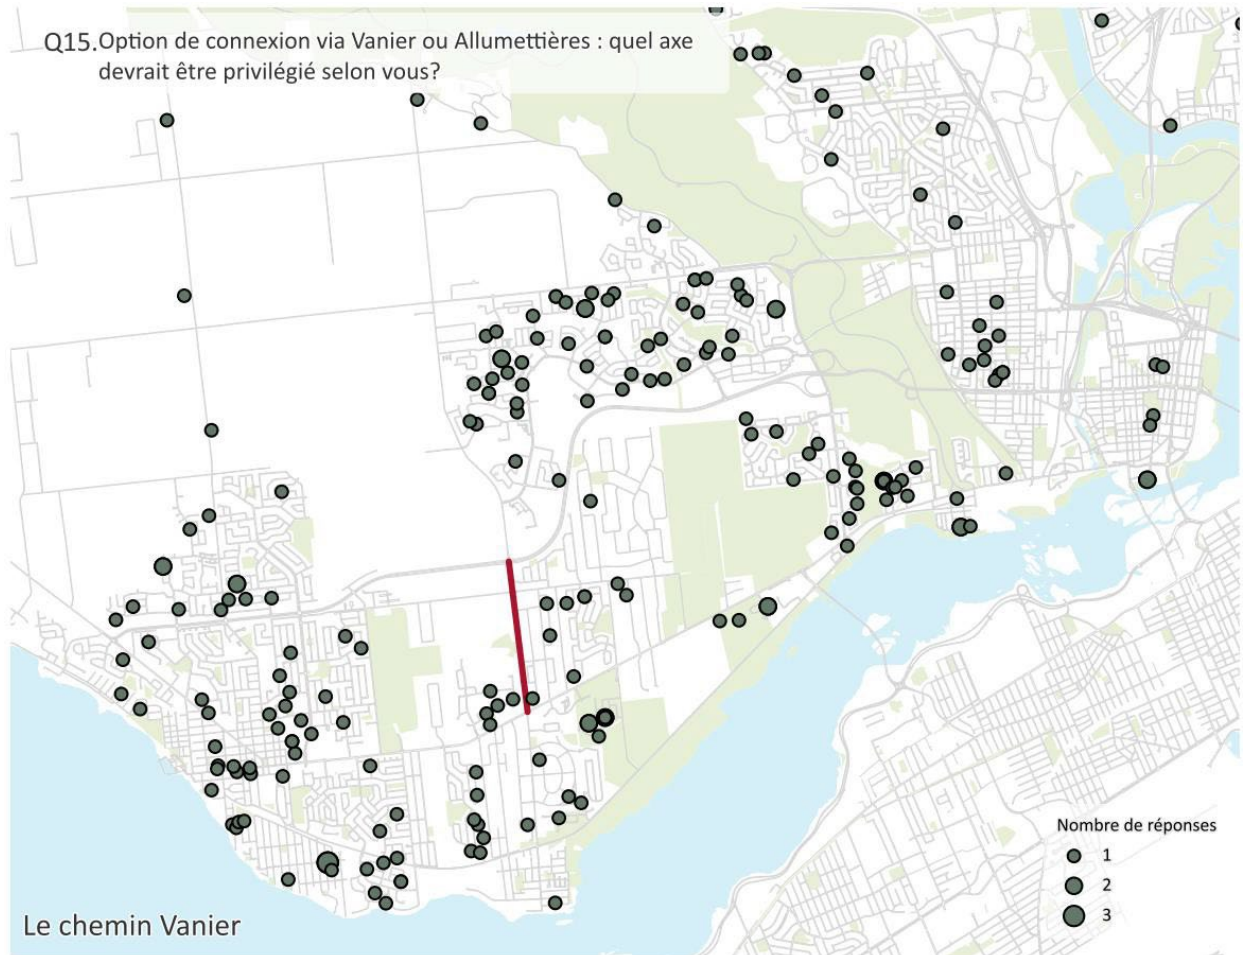 Q15.Option de connexion via Vanier ou Allumettières : quel axe
devrait être privilégié selon vous?
Nombre de réponses
1
2
3
Le chemin Vanier